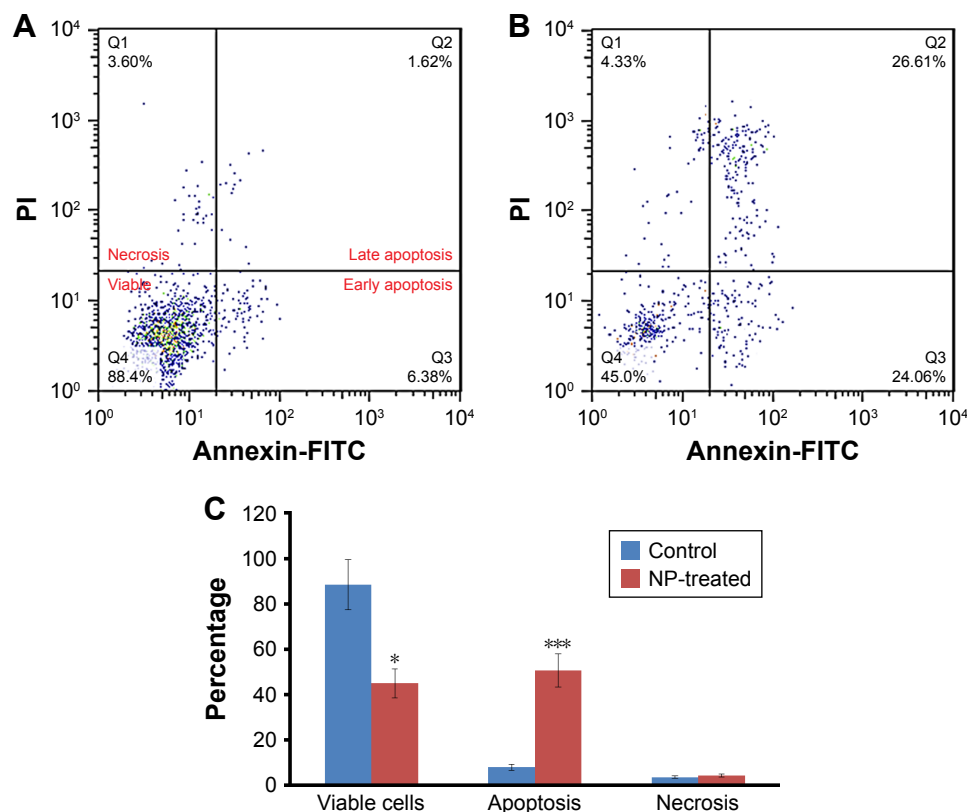 A
PI
10⁴
10³
10²
10¹
10⁰
Q1
3.60%
Q2
1.62%
Necrosis
Late apoptosis
Viable
Early apoptosis
Q4
88.4%
Q3
6.38%
10⁰ 10¹ 10² 10³ 10⁴
Annexin-FITC
B
PI
10⁴
10³
10²
10¹
10⁰
Q1
4.33%
Q2
26.61%
Q4
45.0%
Q3
24.06%
10⁰ 10¹ 10² 10³ 10⁴
Annexin-FITC
C
Percentage
120
100
80
60
40
20
0
Control
NP-treated
*
***
Viable cells Apoptosis Necrosis